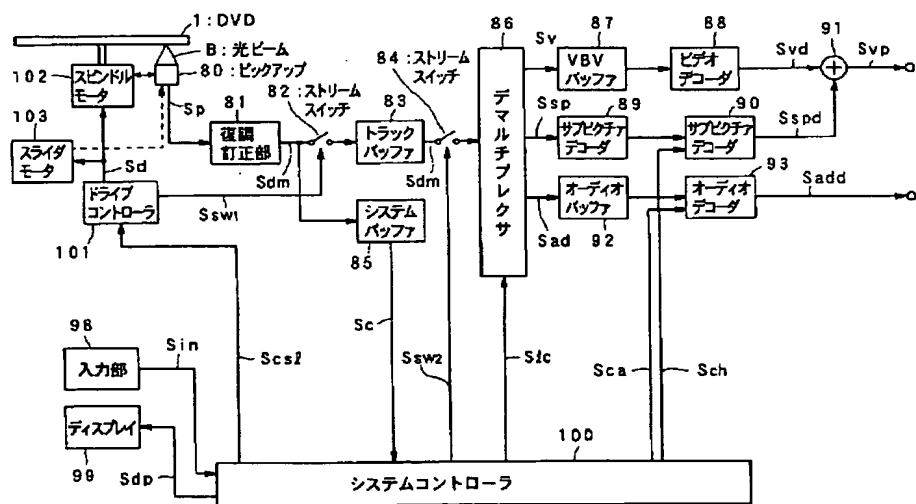 1:DVD
B:光ビーム
102
スピンドル
モータ
80:ピックアップ
Sp
103
スライダ
モータ
Sd
ドライブ
コントローラ
101
Ssw1
81
復調
訂正部
Sdm
82:ストリーム
スイッチ
83
トラック
バッファ
Sdm
84:ストリーム
スイッチ
システム
バッファ
85
Sc
86
デマルチプレクサ
Sv
87
VBV
バッファ
88
ビデオ
デコーダ
Svd
91
+
Svp
Ssp
89
サブピクチャ
デコーダ
90
サブピクチャ
デコーダ
Sspd
Sad
オーディオ
バッファ
92
93
オーディオ
デコーダ
Sadd
98
入力部
Sin
Scsl
Ssw2
Slc
Sca
Sch
ディスプレイ
99
Sdp
100
システムコントローラ